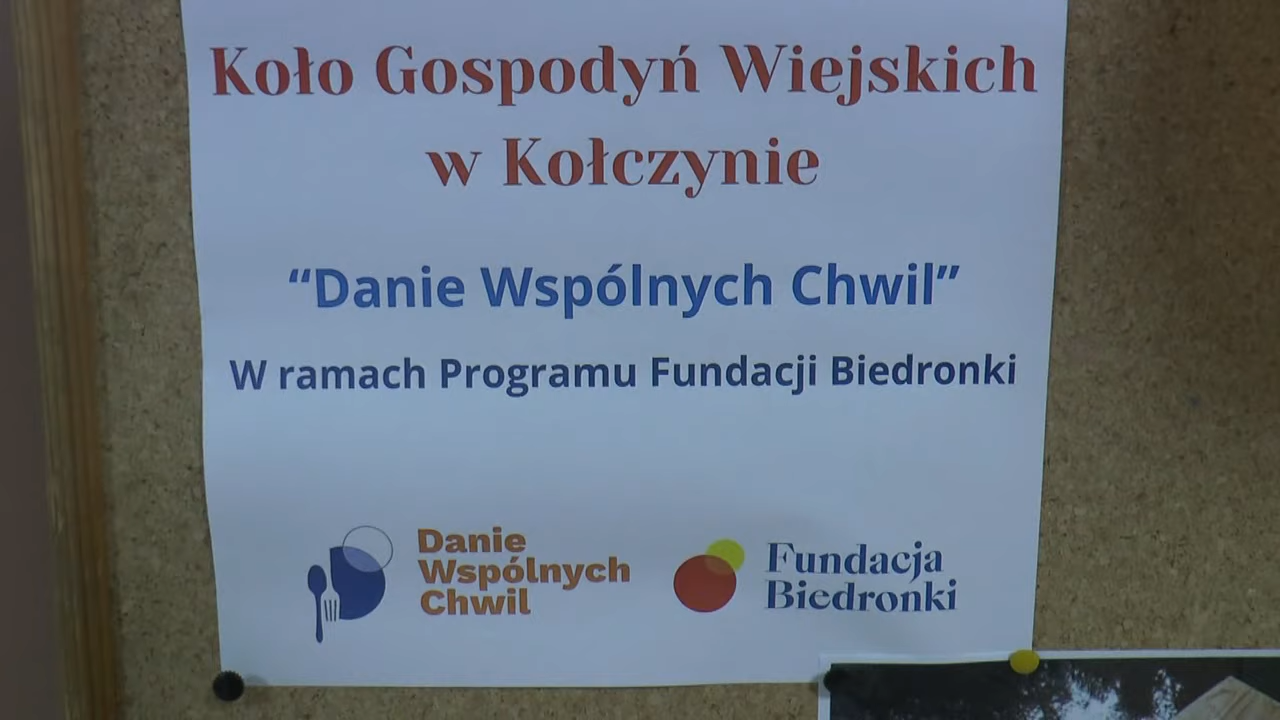 Koło Gospodyń Wiejskich
w Kołczynie
“Danie Wspólnych Chwil”
W ramach Programu Fundacji Biedronki
Danie
Wspólnych
Chwil
Fundacja
Biedronki